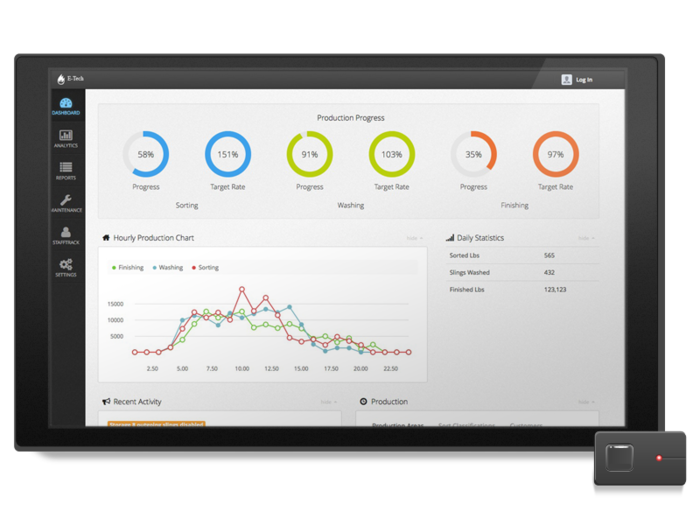 E-Tech
Log In
DASHBOARD
ANALYTICS
REPORTS
MAINTENANCE
STAFFTRACK
SETTINGS
Production Progress
58% 151% 91% 103% 35% 97%
Progress Target Rate Progress Target Rate Progress Target Rate
Sorting Washing Finishing
Hourly Production Chart
Hide
Finishing Washing Sorting
15000
10000
5000
2.50 5.00 7.50 10.00 12.50 14.00 15.00 17.50 20.00 22.50
Daily Statistics
Hide
Sorted Lbs 565
Slings Washed 432
Finished Lbs 123,123
Recent Activity
Hide
Production
Hide
Production Areas Sort Classifications Customers